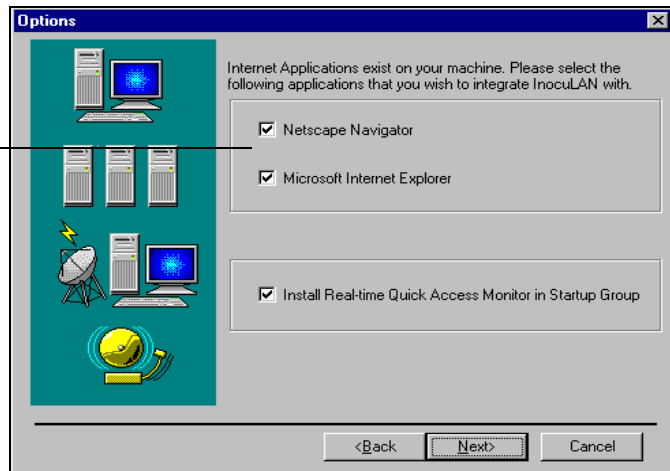 Options
Internet Applications exist on your machine. Please select the
following applications that you wish to integrate InocuLAN with.
Netscape Navigator
Microsoft Internet Explorer
Install Real-time Quick Access Monitor in Startup Group
<Back
Next>
Cancel